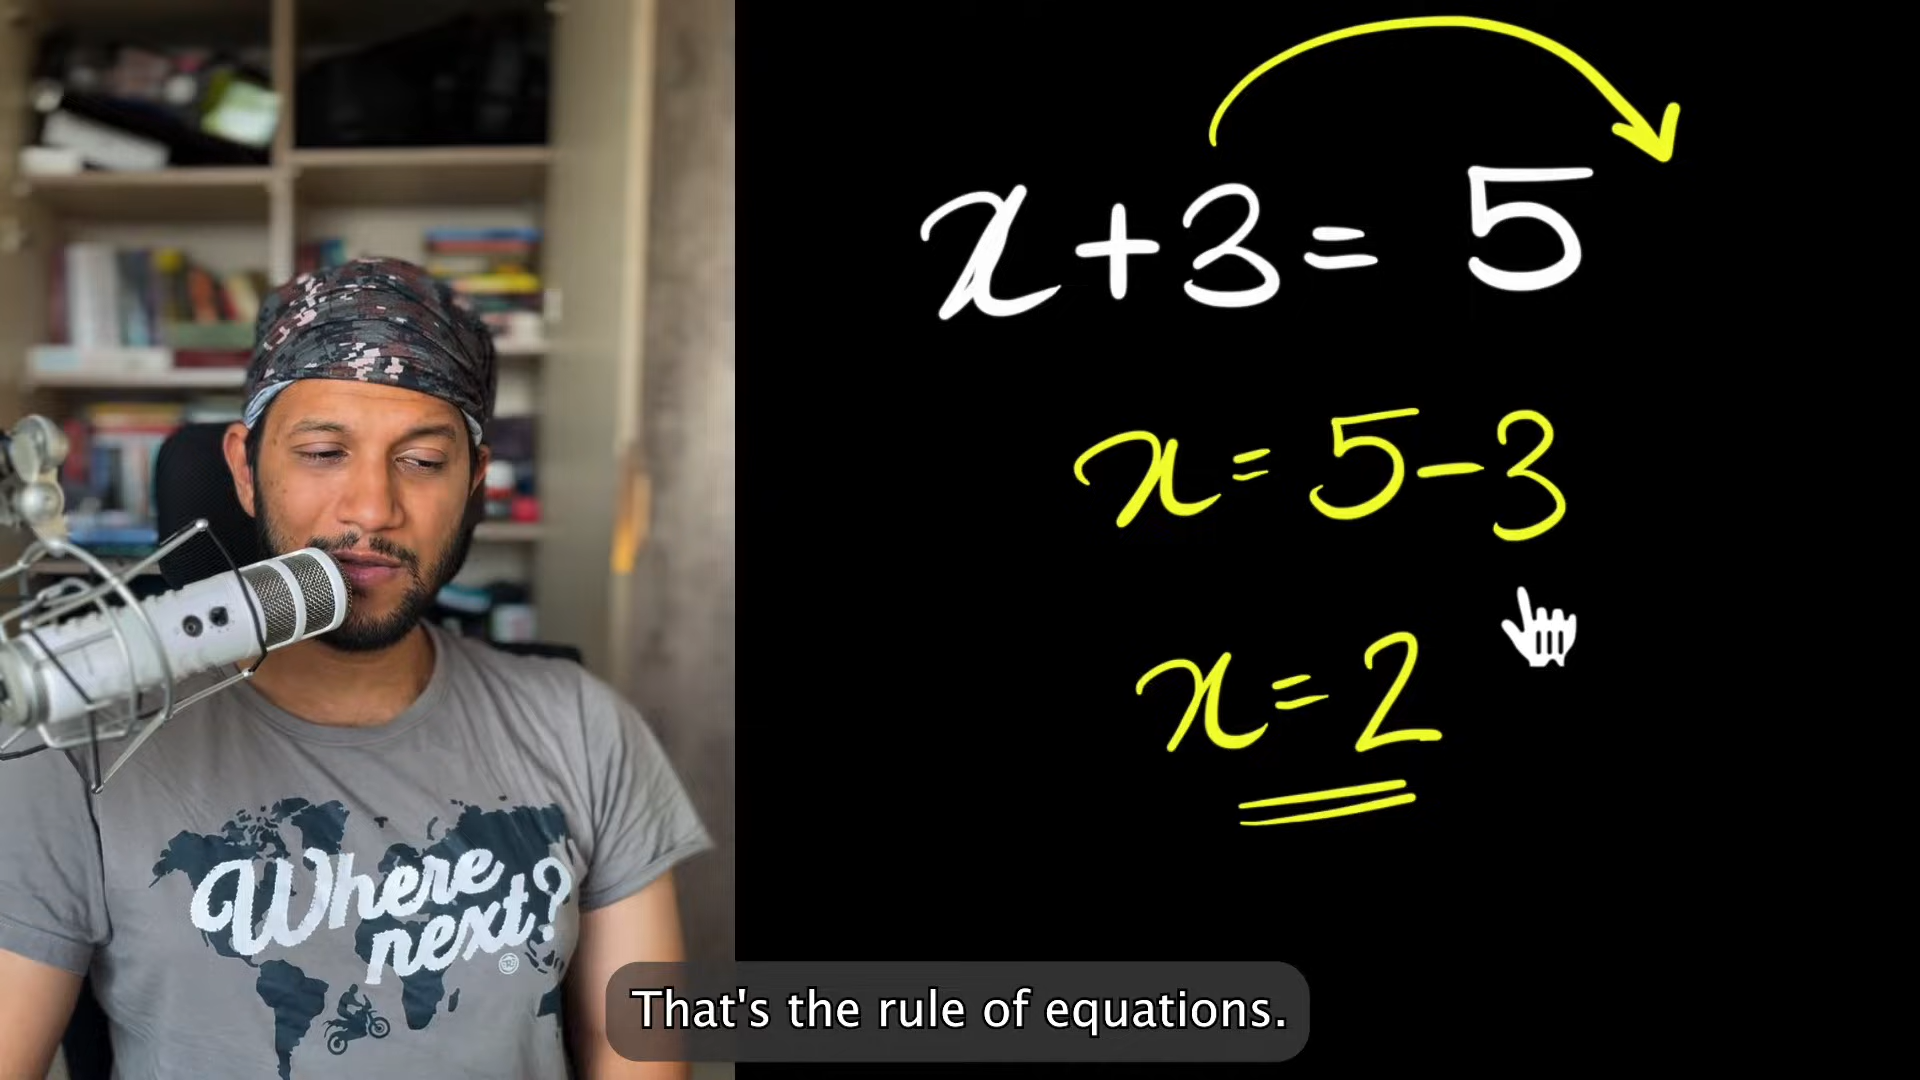 x+3=5
x=5-3
x=2
Where
next?
That's the rule of equations.